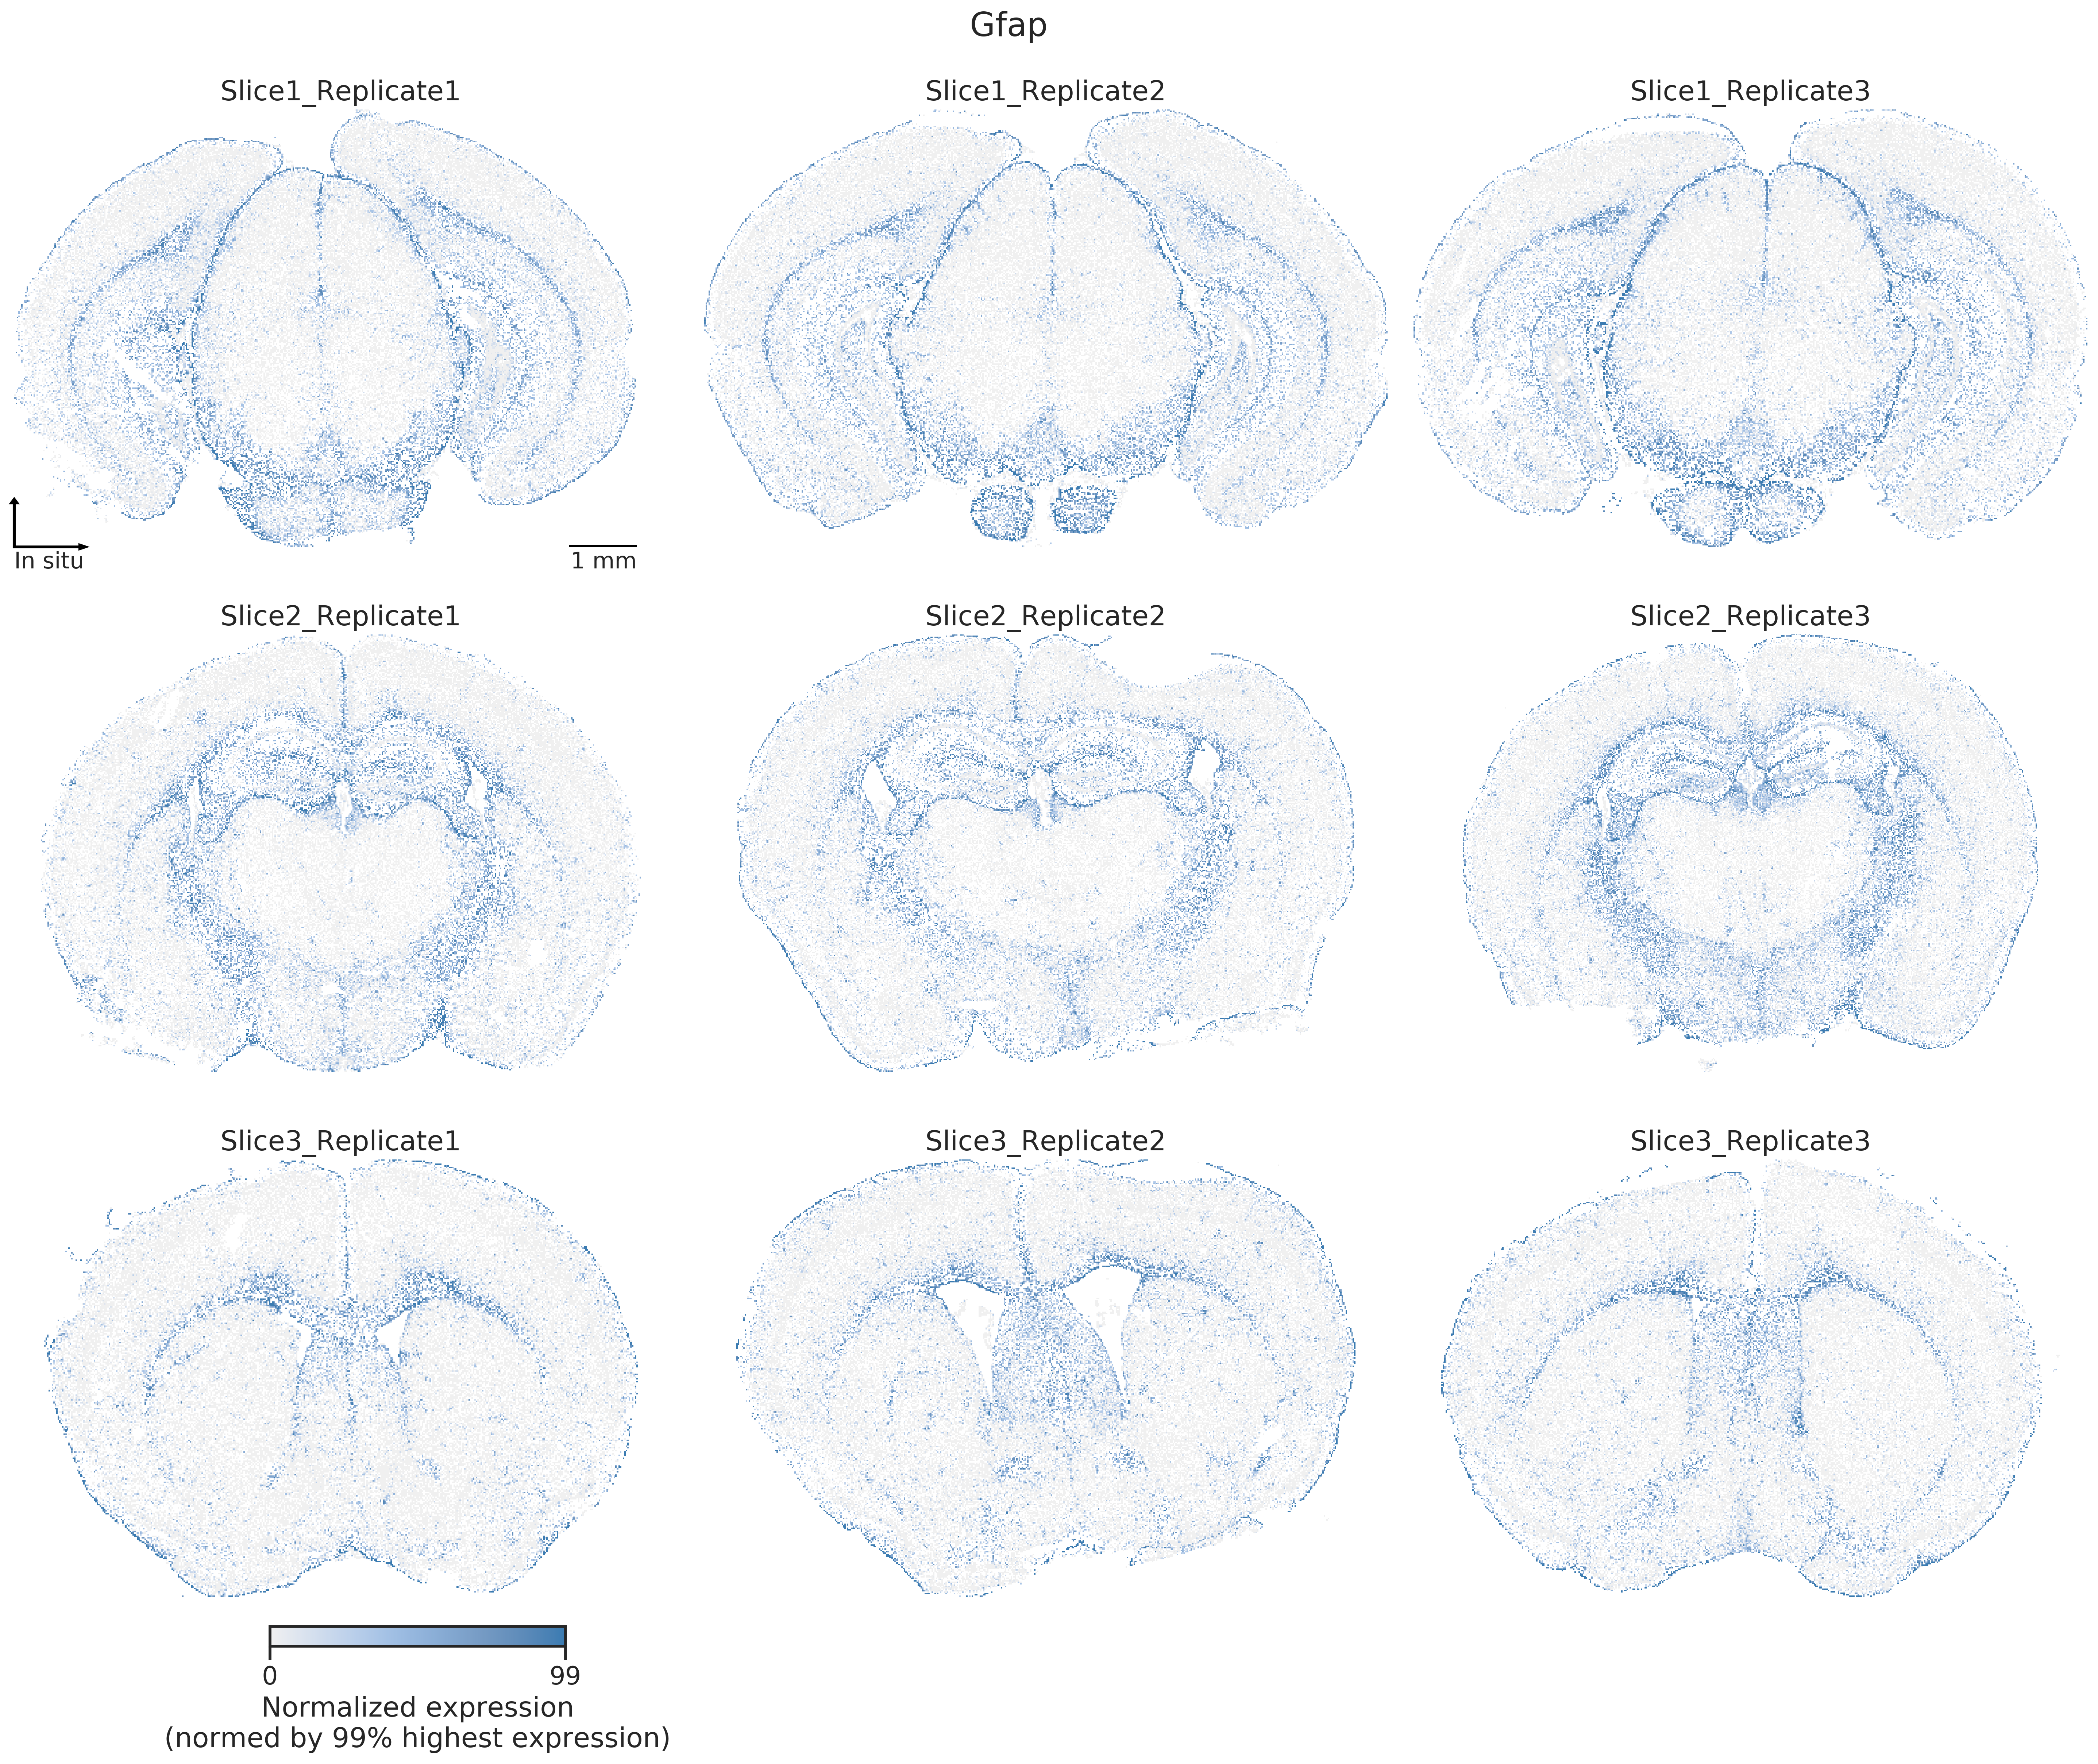 Gfap
Slice1_Replicate1
Slice1_Replicate2
Slice1_Replicate3
In situ
1 mm
Slice2_Replicate1
Slice2_Replicate2
Slice2_Replicate3
Slice3_Replicate1
Slice3_Replicate2
Slice3_Replicate3
0
99
Normalized expression
(normed by 99% highest expression)